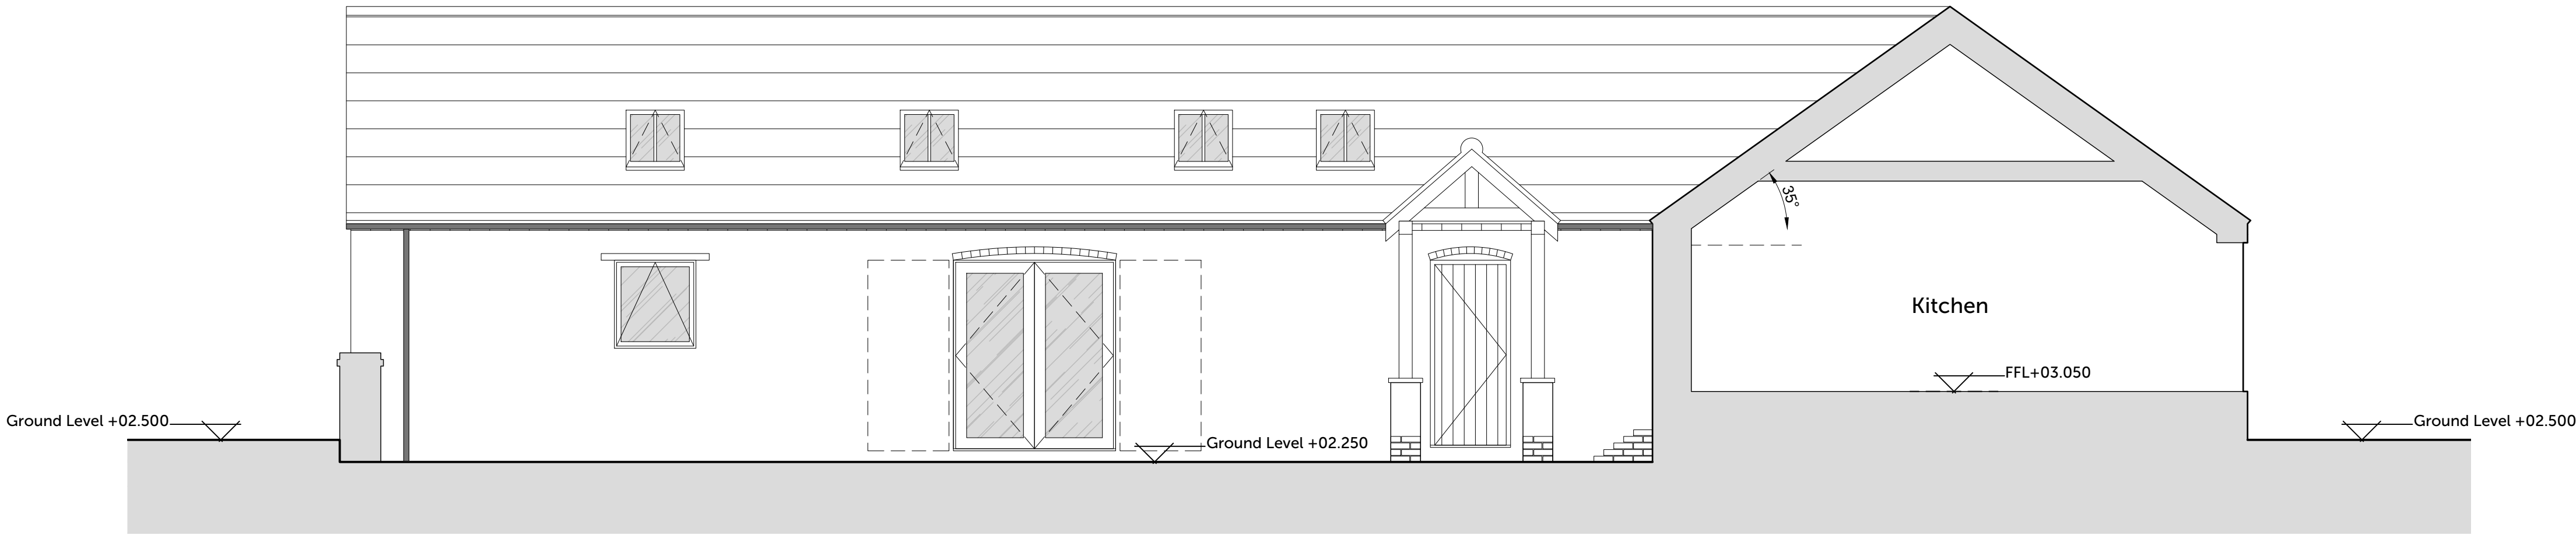 35°
Kitchen
FFL+03.050
Ground Level +02.500
Ground Level +02.250
Ground Level +02.500